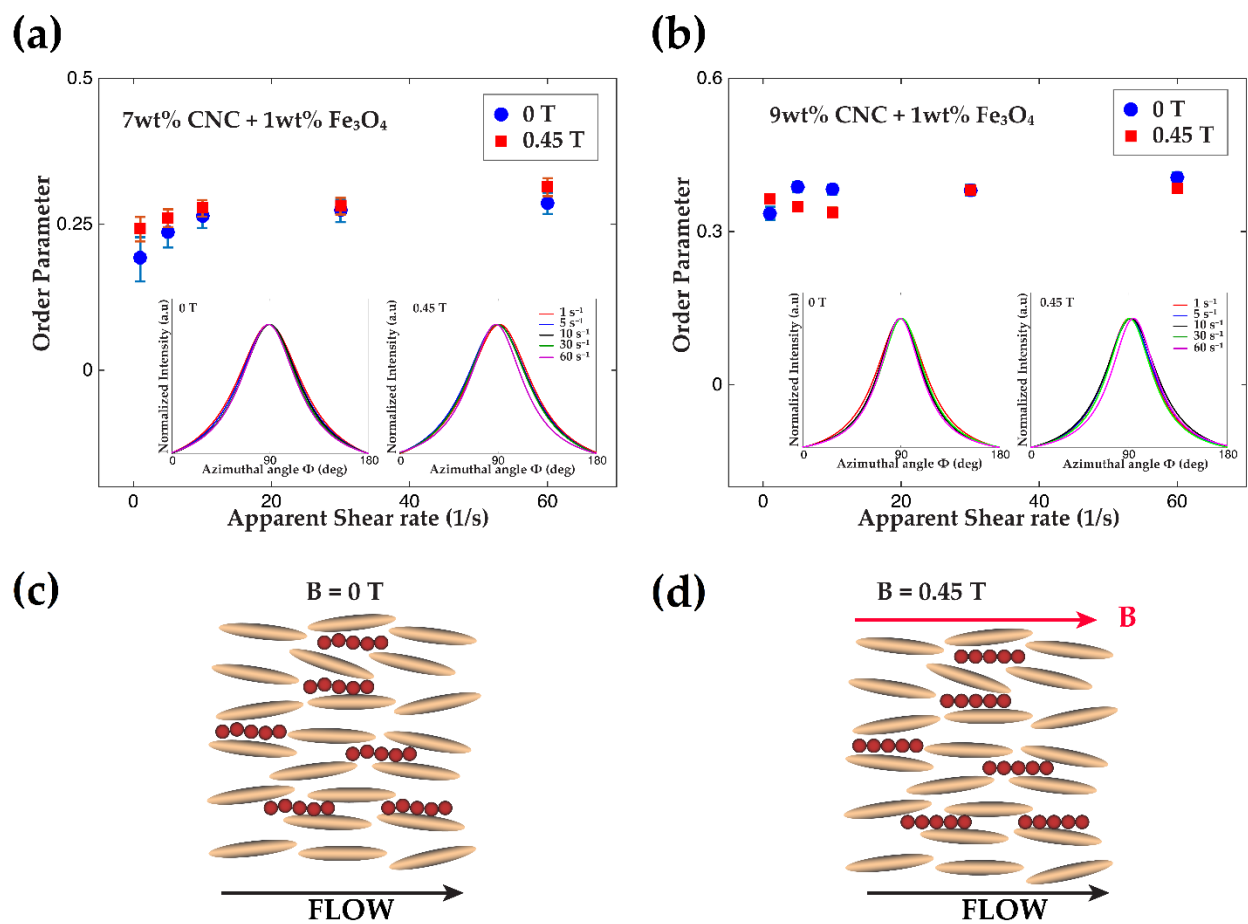 (a)
0.5
7wt% CNC + 1wt% Fe₃O₄
0 T
0.45 T
0.25
0
Order Parameter
0 T
Normalized Intensity (a.u)
0
90
180
Azimuthal angle Φ (deg)
0.45 T
1 s⁻¹
5 s⁻¹
10 s⁻¹
30 s⁻¹
60 s⁻¹
Normalized Intensity (a.u)
0
90
180
Azimuthal angle Φ (deg)
0
20
40
60
Apparent Shear rate (1/s)
(b)
0.6
9wt% CNC + 1wt% Fe₃O₄
0 T
0.45 T
0.3
0
Order Parameter
0 T
Normalized Intensity (a.u)
0
90
180
Azimuthal angle Φ (deg)
0.45 T
1 s⁻¹
5 s⁻¹
10 s⁻¹
30 s⁻¹
60 s⁻¹
Normalized Intensity (a.u)
0
90
180
Azimuthal angle Φ (deg)
0
20
40
60
Apparent Shear rate (1/s)
(c)
B = 0 T
FLOW
(d)
B = 0.45 T
B
FLOW